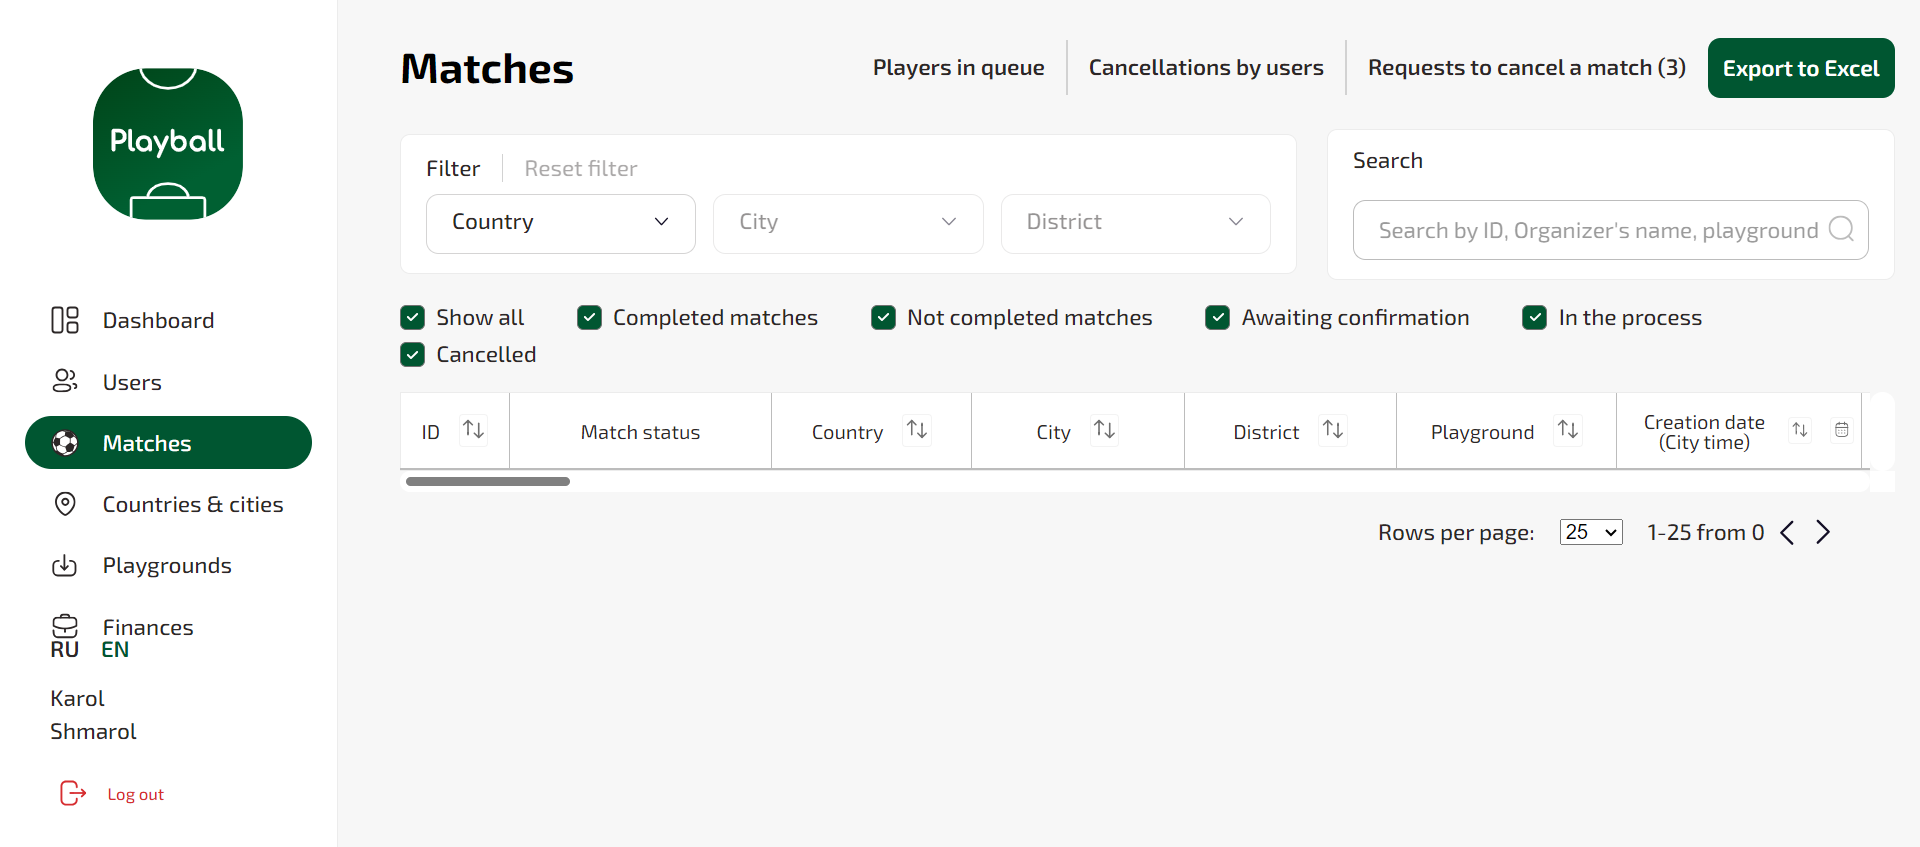 Playball
Dashboard
Users
Matches
Countries & cities
Playgrounds
Finances
RU EN
Karol
Shmarol
Log out
Matches
Players in queue
Cancellations by users
Requests to cancel a match (3)
Export to Excel
Filter
Reset filter
Country
City
District
Search
Search by ID, Organizer's name, playground
Show all
Completed matches
Not completed matches
Awaiting confirmation
In the process
Cancelled
ID
Match status
Country
City
District
Playground
Creation date
(City time)
Rows per page:
25
1-25 from 0